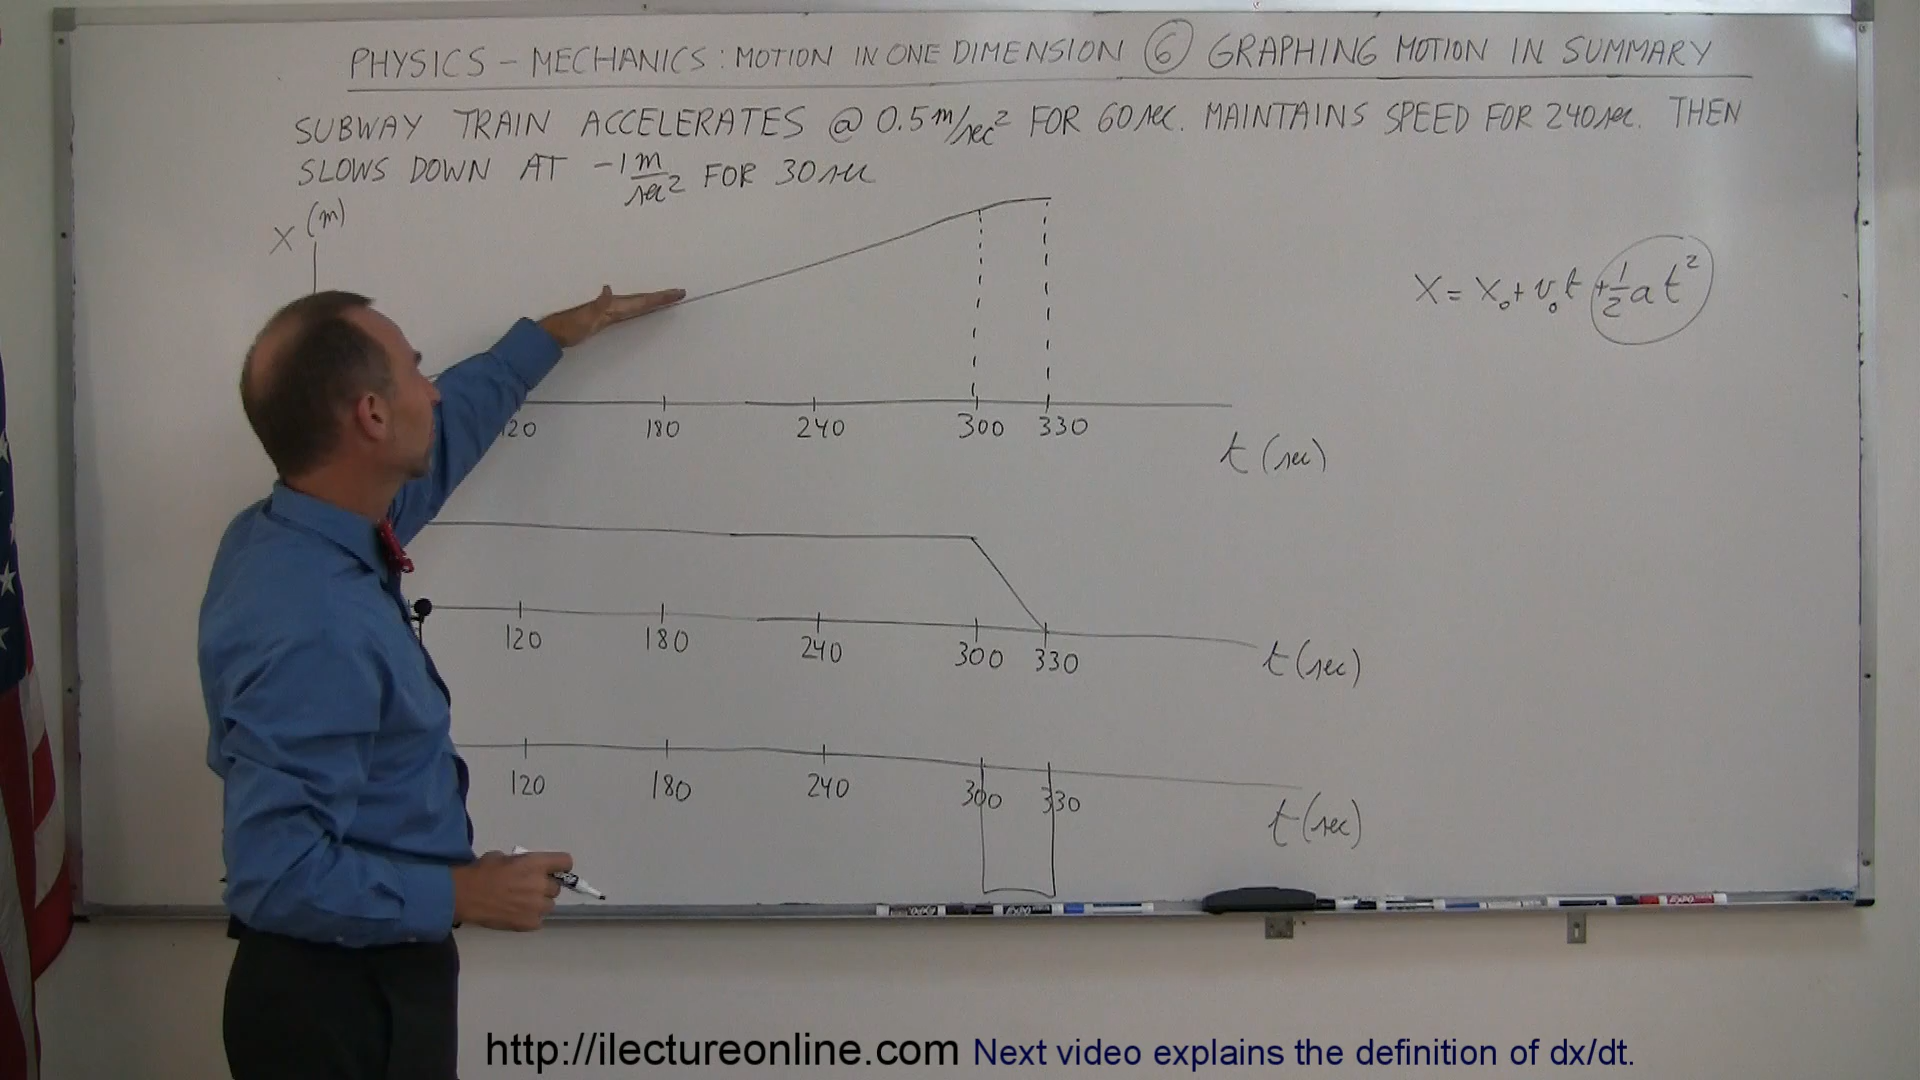 PHYSICS - MECHANICS: MOTION IN ONE DIMENSION ⑥ GRAPHING MOTION IN SUMMARY
SUBWAY TRAIN ACCELERATES @ 0.5 m/sec² FOR 60 sec. MAINTAINS SPEED FOR 240 sec. THEN
SLOWS DOWN AT -1 m/sec² FOR 30 sec
X (m)
X = X₀ + v₀t + ½at²
120 180 240 300 330
t (sec)
120 180 240 300 330 t (sec)
120 180 240 300 330
t (sec)
EXPO
http://ilectureonline.com Next video explains the definition of dx/dt.